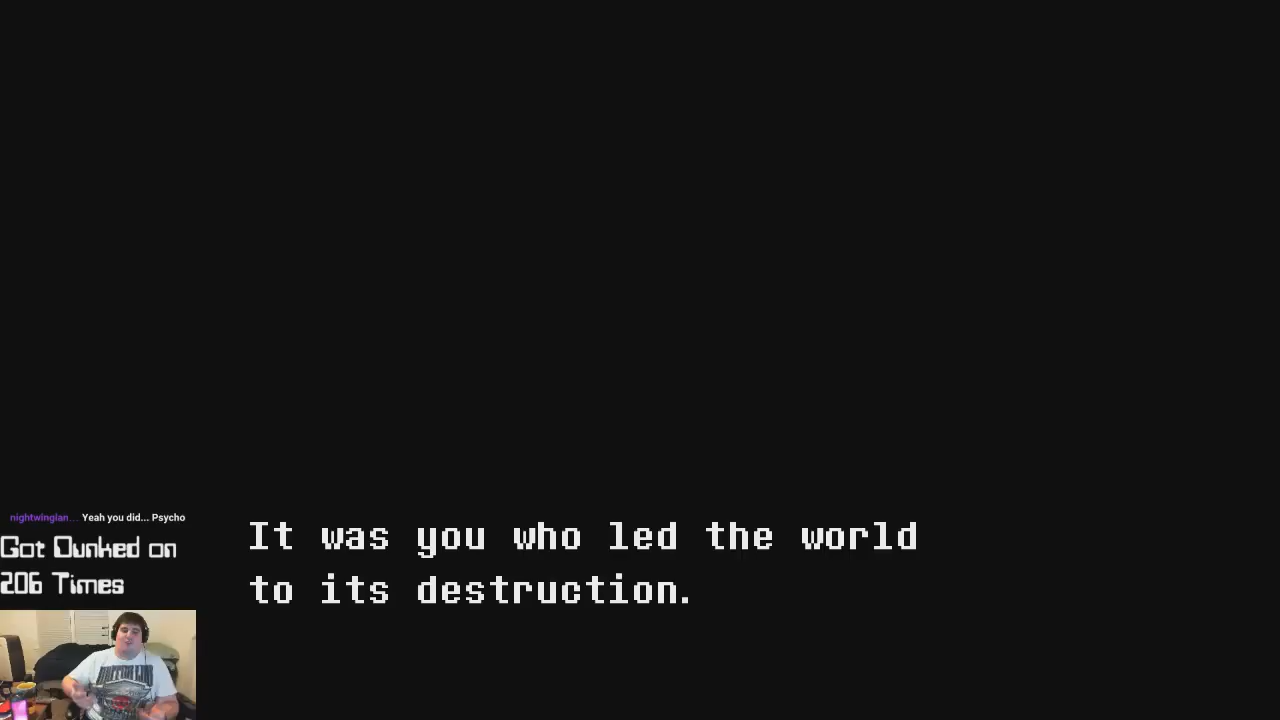 nightwingian... Yeah you did... Psycho
Got Dunked on
206 Times
It was you who led the world
to its destruction.